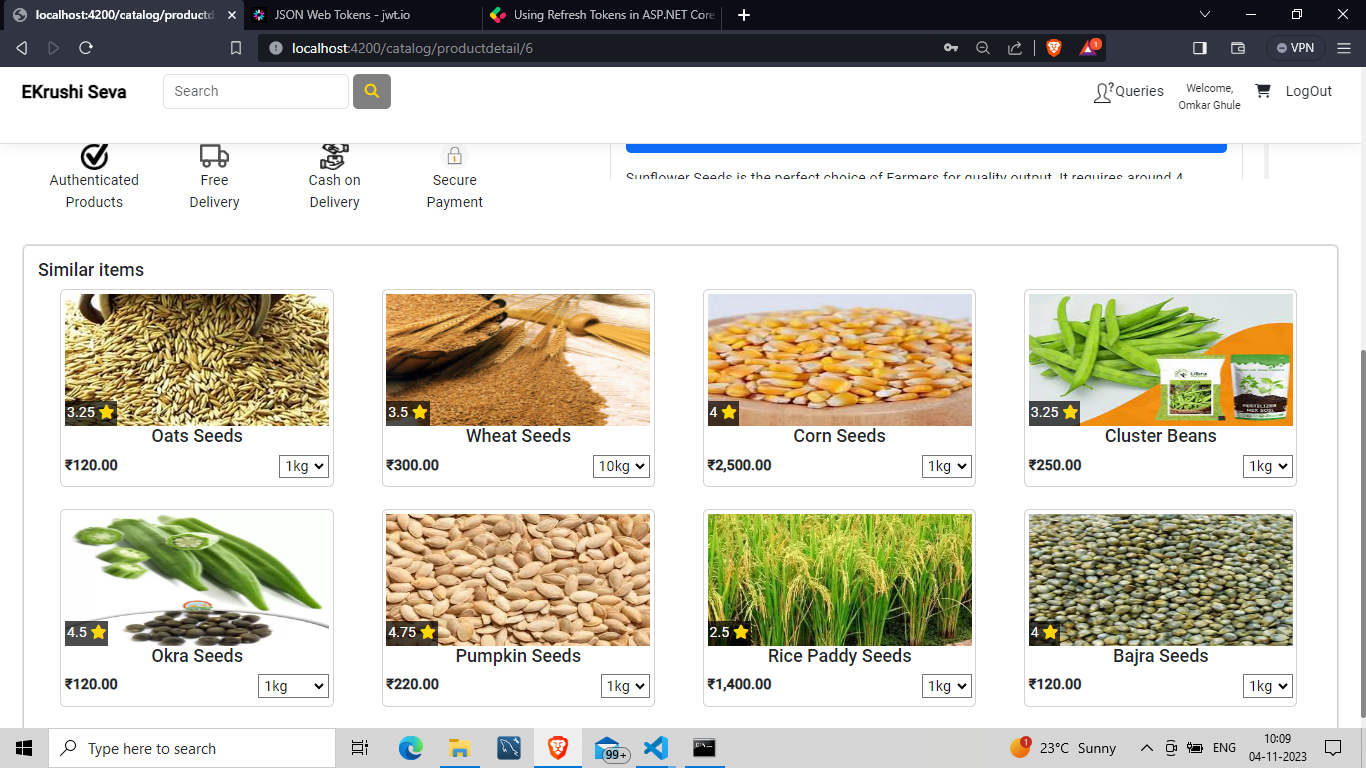 localhost:4200/catalog/productd
JSON Web Tokens - jwt.io
Using Refresh Tokens in ASP.NET Core
localhost:4200/catalog/productdetail/6
1
VPN
EKrushi Seva
Search
Queries
Welcome,
Omkar Ghule
LogOut
Authenticated
Products
Free
Delivery
Cash on
Delivery
Secure
Payment
Sunflower Seeds is the perfect choice of Farmers for quality output. It requires around 4
Similar items
3.25
Oats Seeds
₹120.00
1kg
3.5
Wheat Seeds
₹300.00
10kg
4
Corn Seeds
₹2,500.00
1kg
Libra
FERTILIZER
MIX SOIL
3.25
Cluster Beans
₹250.00
1kg
4.5
Okra Seeds
₹120.00
1kg
4.75
Pumpkin Seeds
₹220.00
1kg
2.5
Rice Paddy Seeds
₹1,400.00
1kg
4
Bajra Seeds
₹120.00
1kg
Type here to search
99+
1
23°C Sunny
ENG
10:09
04-11-2023